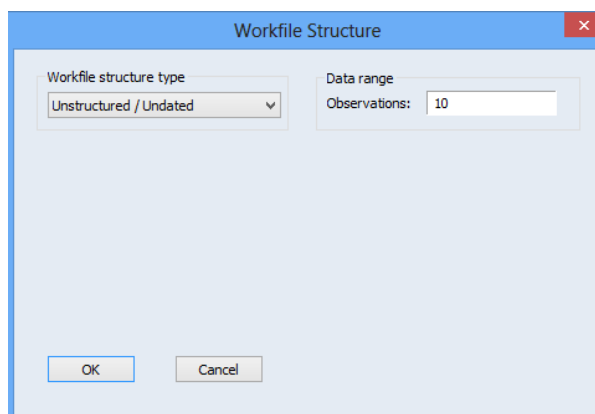 Workfile Structure
Workfile structure type
Unstructured / Undated
Data range
Observations: 10
OK
Cancel